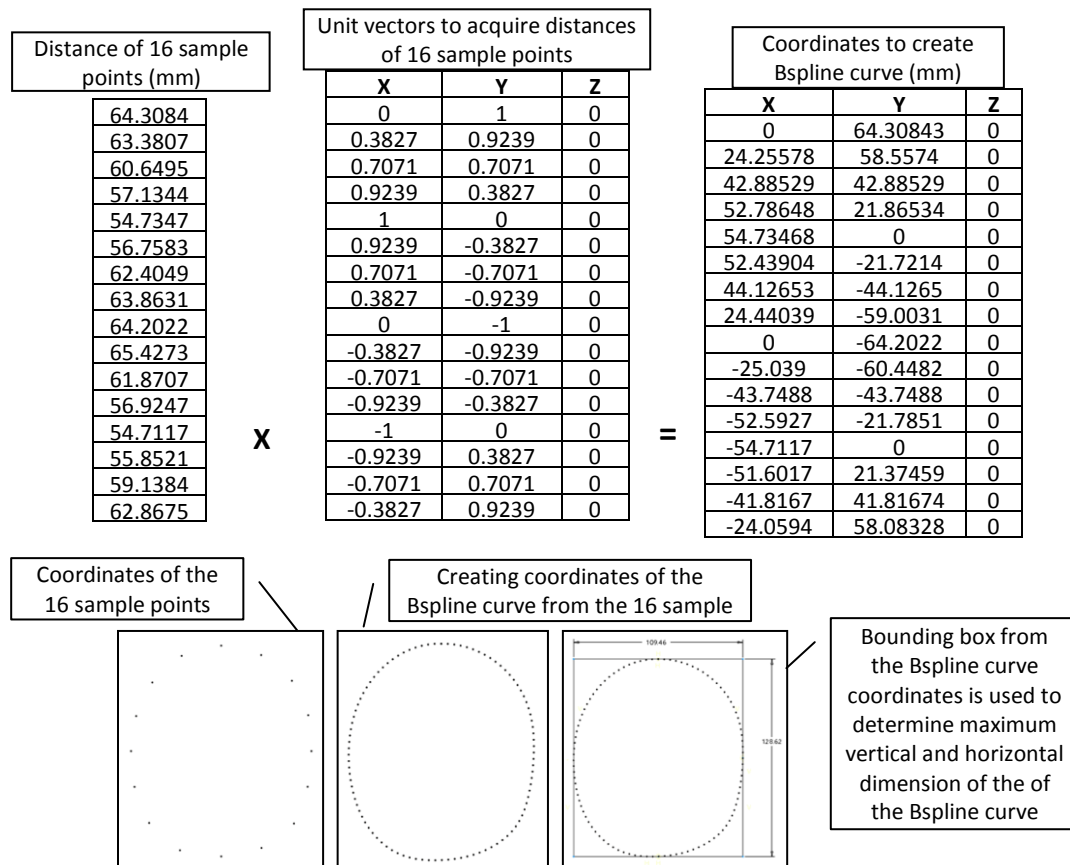 Distance of 16 sample
points (mm)
64.3084
63.3807
60.6495
57.1344
54.7347
56.7583
62.4049
63.8631
64.2022
65.4273
61.8707
56.9247
54.7117
55.8521
59.1384
62.8675
X
Unit vectors to acquire distances
of 16 sample points
X Y Z
0 1 0
0.3827 0.9239 0
0.7071 0.7071 0
0.9239 0.3827 0
1 0 0
0.9239 -0.3827 0
0.7071 -0.7071 0
0.3827 -0.9239 0
0 -1 0
-0.3827 -0.9239 0
-0.7071 -0.7071 0
-0.9239 -0.3827 0
-1 0 0
-0.9239 0.3827 0
-0.7071 0.7071 0
-0.3827 0.9239 0
=
Coordinates to create
Bspline curve (mm)
X Y Z
0 64.30843 0
24.25578 58.5574 0
42.88529 42.88529 0
52.78648 21.86534 0
54.73468 0 0
52.43904 -21.7214 0
44.12653 -44.1265 0
24.44039 -59.0031 0
0 -64.2022 0
-25.039 -60.4482 0
-43.7488 -43.7488 0
-52.5927 -21.7851 0
-54.7117 0 0
-51.6017 21.37459 0
-41.8167 41.81674 0
-24.0594 58.08328 0
Coordinates of the
16 sample points
Creating coordinates of the
Bspline curve from the 16 sample
109.46
128.62
Bounding box from
the Bspline curve
coordinates is used to
determine maximum
vertical and horizontal
dimension of the of
the Bspline curve